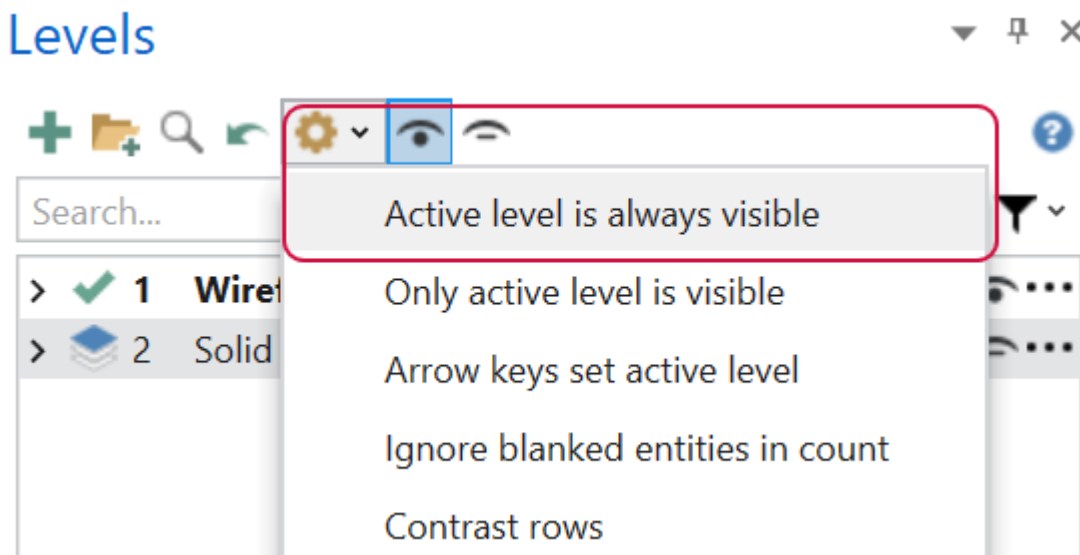 Levels
Search...
Active level is always visible
1 Wiref
Only active level is visible
2 Solid
Arrow keys set active level
Ignore blanked entities in count
Contrast rows